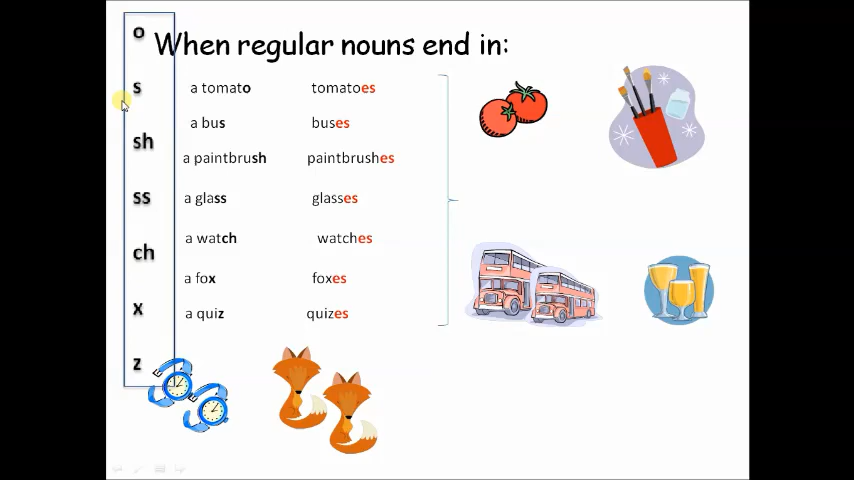 When regular nouns end in:
o
s
sh
ss
ch
x
z
a tomato tomatoes
a bus buses
a paintbrush paintbrushes
a glass glasses
a watch watches
a fox foxes
a quiz quizes